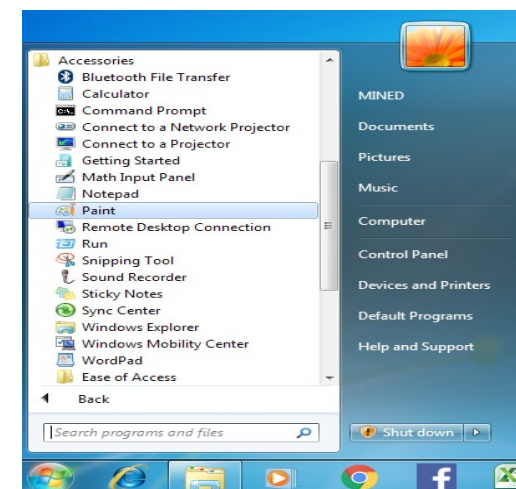 Accessories
Bluetooth File Transfer
Calculator
Command Prompt
Connect to a Network Projector
Connect to a Projector
Getting Started
Math Input Panel
Notepad
Paint
Remote Desktop Connection
Run
Snipping Tool
Sound Recorder
Sticky Notes
Sync Center
Windows Explorer
Windows Mobility Center
WordPad
Ease of Access
Back
Search programs and files
MINED
Documents
Pictures
Music
Computer
Control Panel
Devices and Printers
Default Programs
Help and Support
Shut down